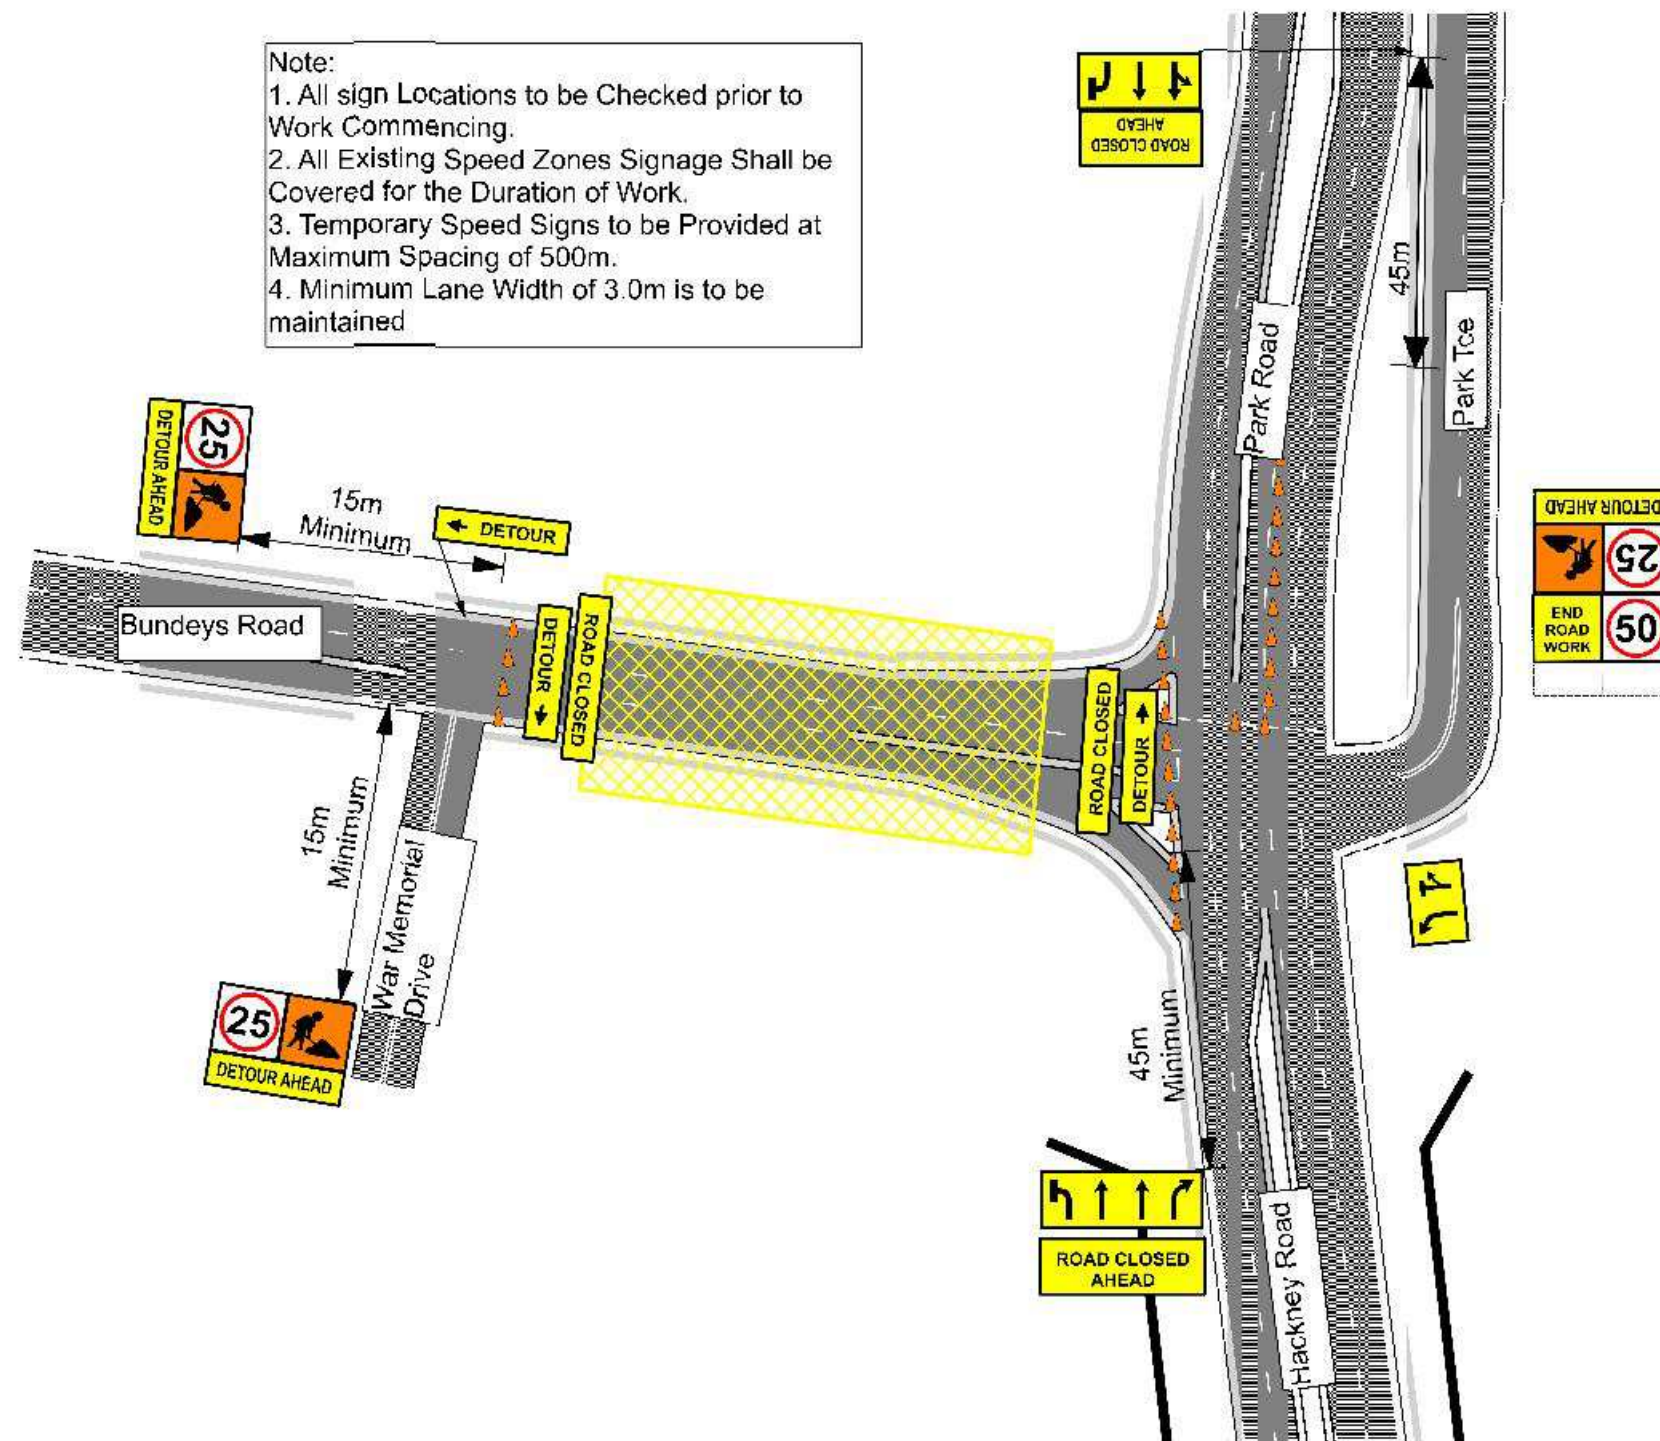 Note:
1. All sign Locations to be Checked prior to
Work Commencing.
2. All Existing Speed Zones Signage Shall be
Covered for the Duration of Work.
3. Temporary Speed Signs to be Provided at
Maximum Spacing of 500m.
4. Minimum Lane Width of 3.0m is to be
maintained
ROAD CLOSED
AHEAD
45m
Park Road
Park Tce
25
DETOUR AHEAD
15m
Minimum
DETOUR
DETOUR AHEAD
25
END
ROAD
WORK
50
Bundeys Road
DETOUR
ROAD CLOSED
ROAD CLOSED
DETOUR
15m
Minimum
War Memorial
Drive
25
DETOUR AHEAD
45m
Minimum
ROAD CLOSED
AHEAD
Hackney Road